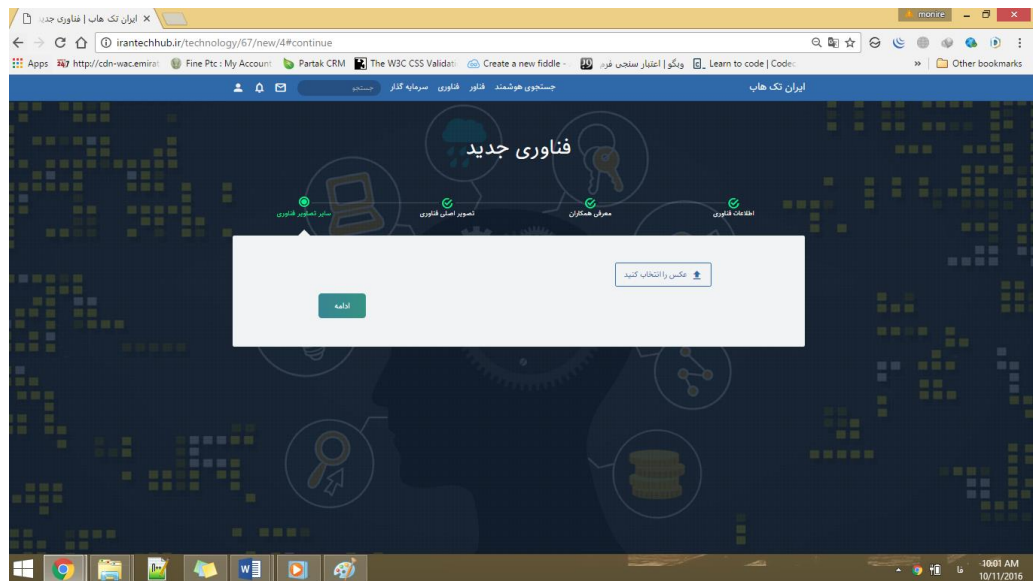 ایران تک هاب | فناوری جدید
monire
irantechhub.ir/technology/67/new/4#continue
Apps
http://cdn-wac.emirat
Fine Ptc : My Account
Partak CRM
The W3C CSS Validati
Create a new fiddle -
ویگو | اعتبار سنجی فرم
Learn to code | Codec
»
Other bookmarks
ایران تک هاب
جستجوی هوشمند فناور فناوری سرمایه گذار
جستجو
فناوری جدید
اطلاعات فناوری
معرفی همکاران
تصویر اصلی فناوری
سایر تصاویر فناوری
عکس را انتخاب کنید
ادامه
فا
10:01 AM
10/11/2016